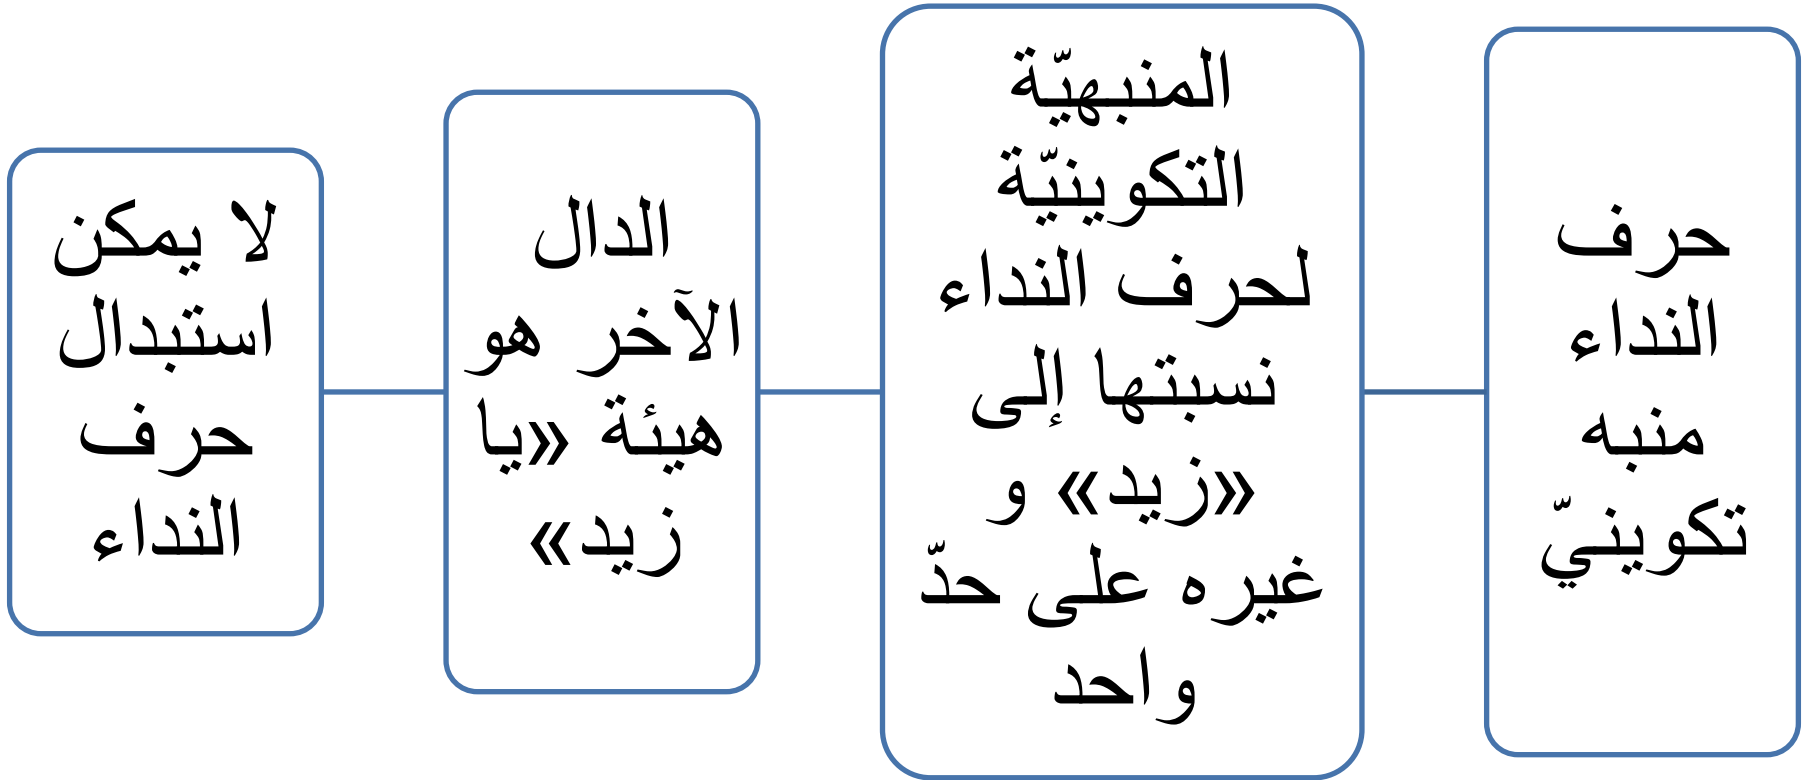 حرف
النداء
منبه
تكوينيّ
المنبهيّة
التكوينيّة
لحرف النداء
نسبتها إلى
«زيد» و
غيره على حدّ
واحد
الدال
الآخر هو
هيئة «يا
زيد»
لا يمكن
استبدال
حرف
النداء